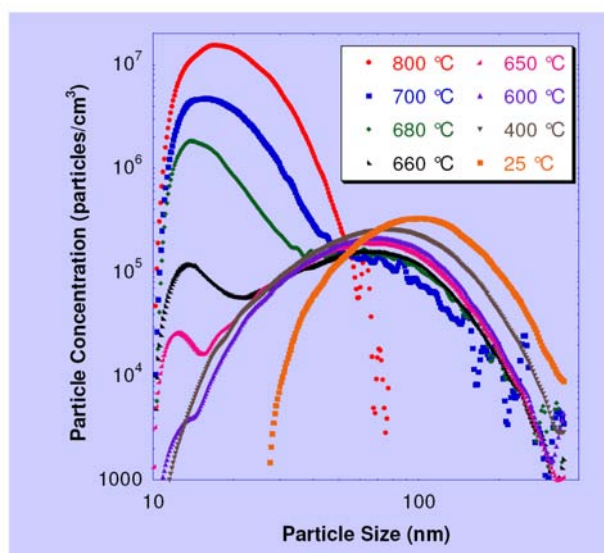 Particle Concentration (particles/cm³)
10⁷
10⁶
10⁵
10⁴
1000
800 °C
700 °C
680 °C
660 °C
650 °C
600 °C
400 °C
25 °C
10
100
Particle Size (nm)